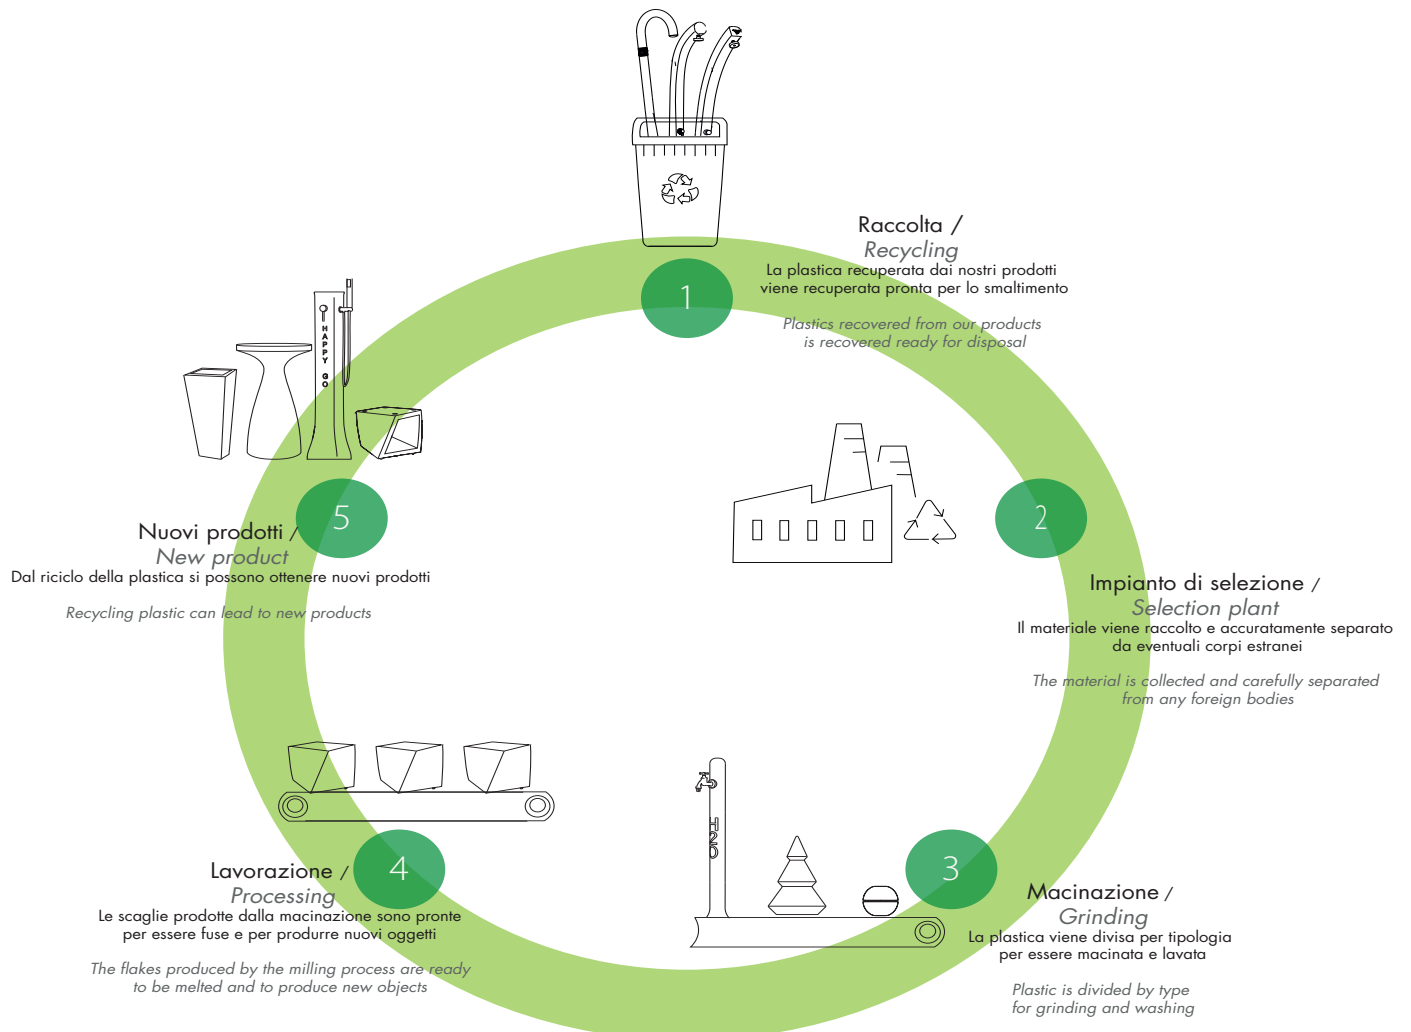 1
Raccolta /
Recycling
La plastica recuperata dai nostri prodotti
viene recuperata pronta per lo smaltimento
Plastics recovered from our products
is recovered ready for disposal
2
Impianto di selezione /
Selection plant
Il materiale viene raccolto e accuratamente separato
da eventuali corpi estranei
The material is collected and carefully separated
from any foreign bodies
H2O
3
Macinazione /
Grinding
La plastica viene divisa per tipologia
per essere macinata e lavata
Plastic is divided by type
for grinding and washing
4
Lavorazione /
Processing
Le scaglie prodotte dalla macinazione sono pronte
per essere fuse e per produrre nuovi oggetti
The flakes produced by the milling process are ready
to be melted and to produce new objects
HAPPY GO
5
Nuovi prodotti /
New product
Dal riciclo della plastica si possono ottenere nuovi prodotti
Recycling plastic can lead to new products